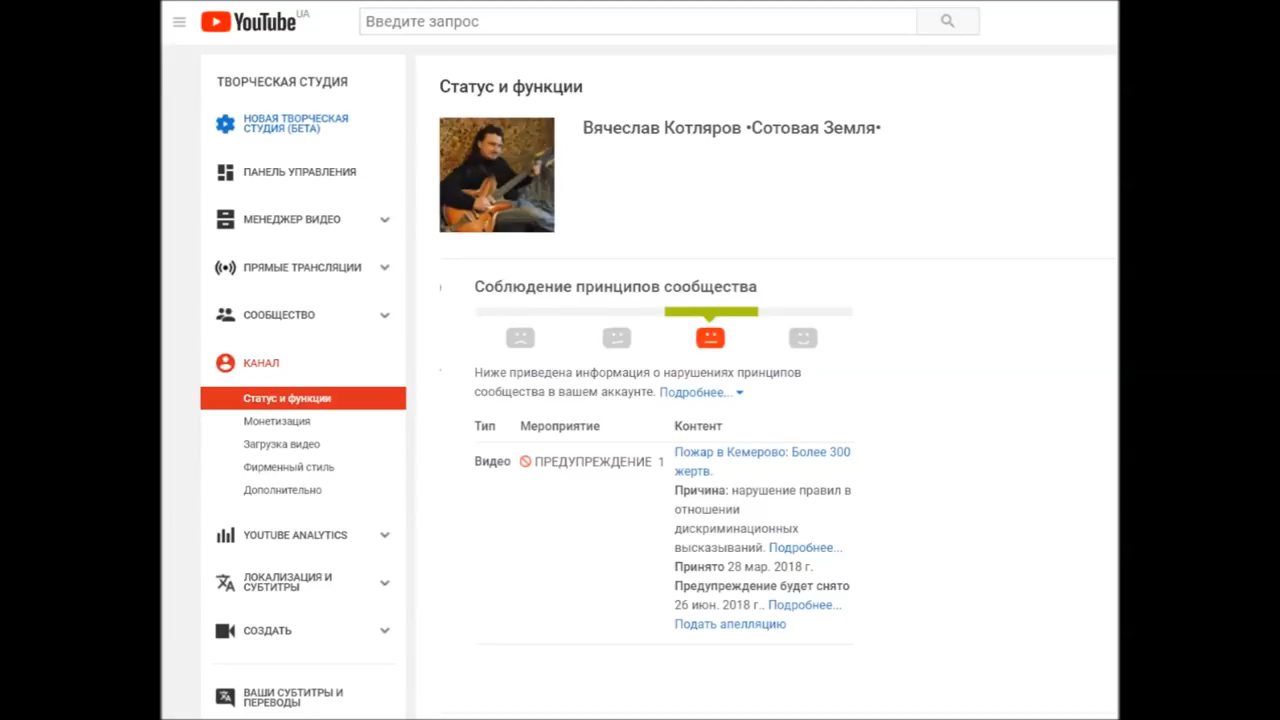 YouTube UA
Введите запрос
ТВОРЧЕСКАЯ СТУДИЯ
НОВАЯ ТВОРЧЕСКАЯ
СТУДИЯ (БЕТА)
ПАНЕЛЬ УПРАВЛЕНИЯ
МЕНЕДЖЕР ВИДЕО
ПРЯМЫЕ ТРАНСЛЯЦИИ
СООБЩЕСТВО
КАНАЛ
Статус и функции
Монетизация
Загрузка видео
Фирменный стиль
Дополнительно
YOUTUBE ANALYTICS
ЛОКАЛИЗАЦИЯ И
СУБТИТРЫ
СОЗДАТЬ
ВАШИ СУБТИТРЫ И
ПЕРЕВОДЫ
Статус и функции
Вячеслав Котляров •Сотовая Земля•
Соблюдение принципов сообщества
Ниже приведена информация о нарушениях принципов
сообщества в вашем аккаунте. Подробнее...
Тип Мероприятие Контент
Видео ПРЕДУПРЕЖДЕНИЕ 1
Пожар в Кемерово: Более 300
жертв.
Причина: нарушение правил в
отношении
дискриминационных
высказываний. Подробнее...
Принято 28 мар. 2018 г.
Предупреждение будет снято
26 июн. 2018 г.. Подробнее...
Подать апелляцию